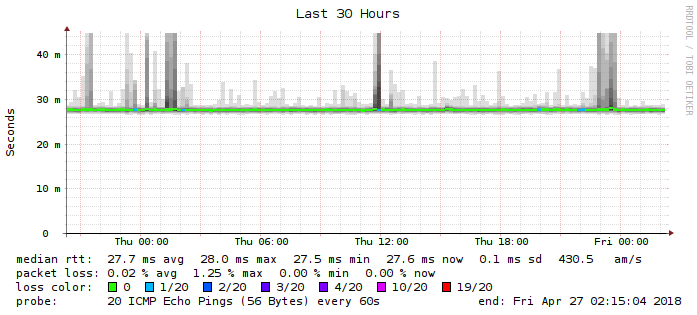 Last 30 Hours
RRDTOOL / TOBI OETIKER
Seconds
40 m
30 m
20 m
10 m
0
Thu 00:00 Thu 06:00 Thu 12:00 Thu 18:00 Fri 00:00
median rtt: 27.7 ms avg 28.0 ms max 27.5 ms min 27.6 ms now 0.1 ms sd 430.5 am/s
packet loss: 0.02 % avg 1.25 % max 0.00 % min 0.00 % now
loss color: 0 1/20 2/20 3/20 4/20 10/20 19/20
probe: 20 ICMP Echo Pings (56 Bytes) every 60s end: Fri Apr 27 02:15:04 2018